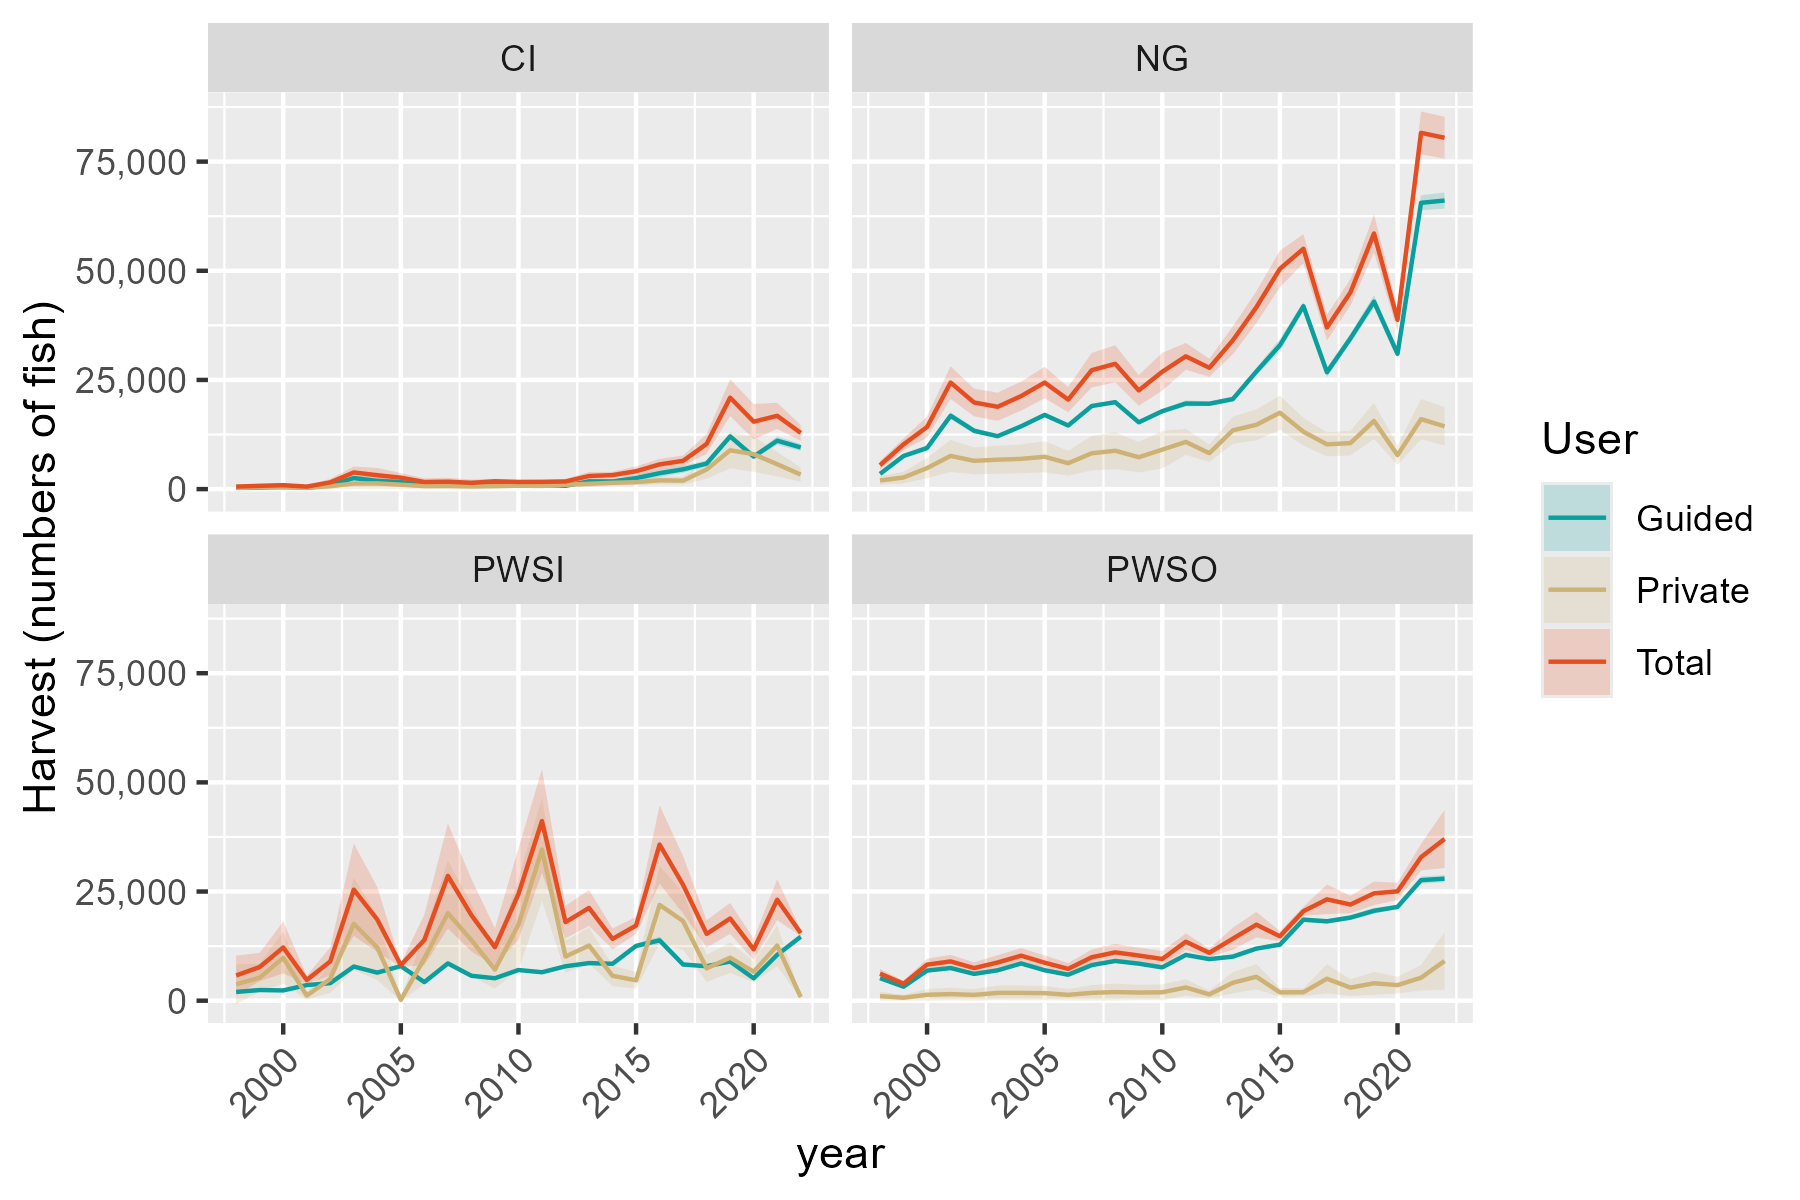 CI
NG
75,000
50,000
25,000
0
PWSI
PWSO
75,000
50,000
25,000
0
2000
2005
2010
2015
2020
2000
2005
2010
2015
2020
year
Harvest (numbers of fish)
User
Guided
Private
Total